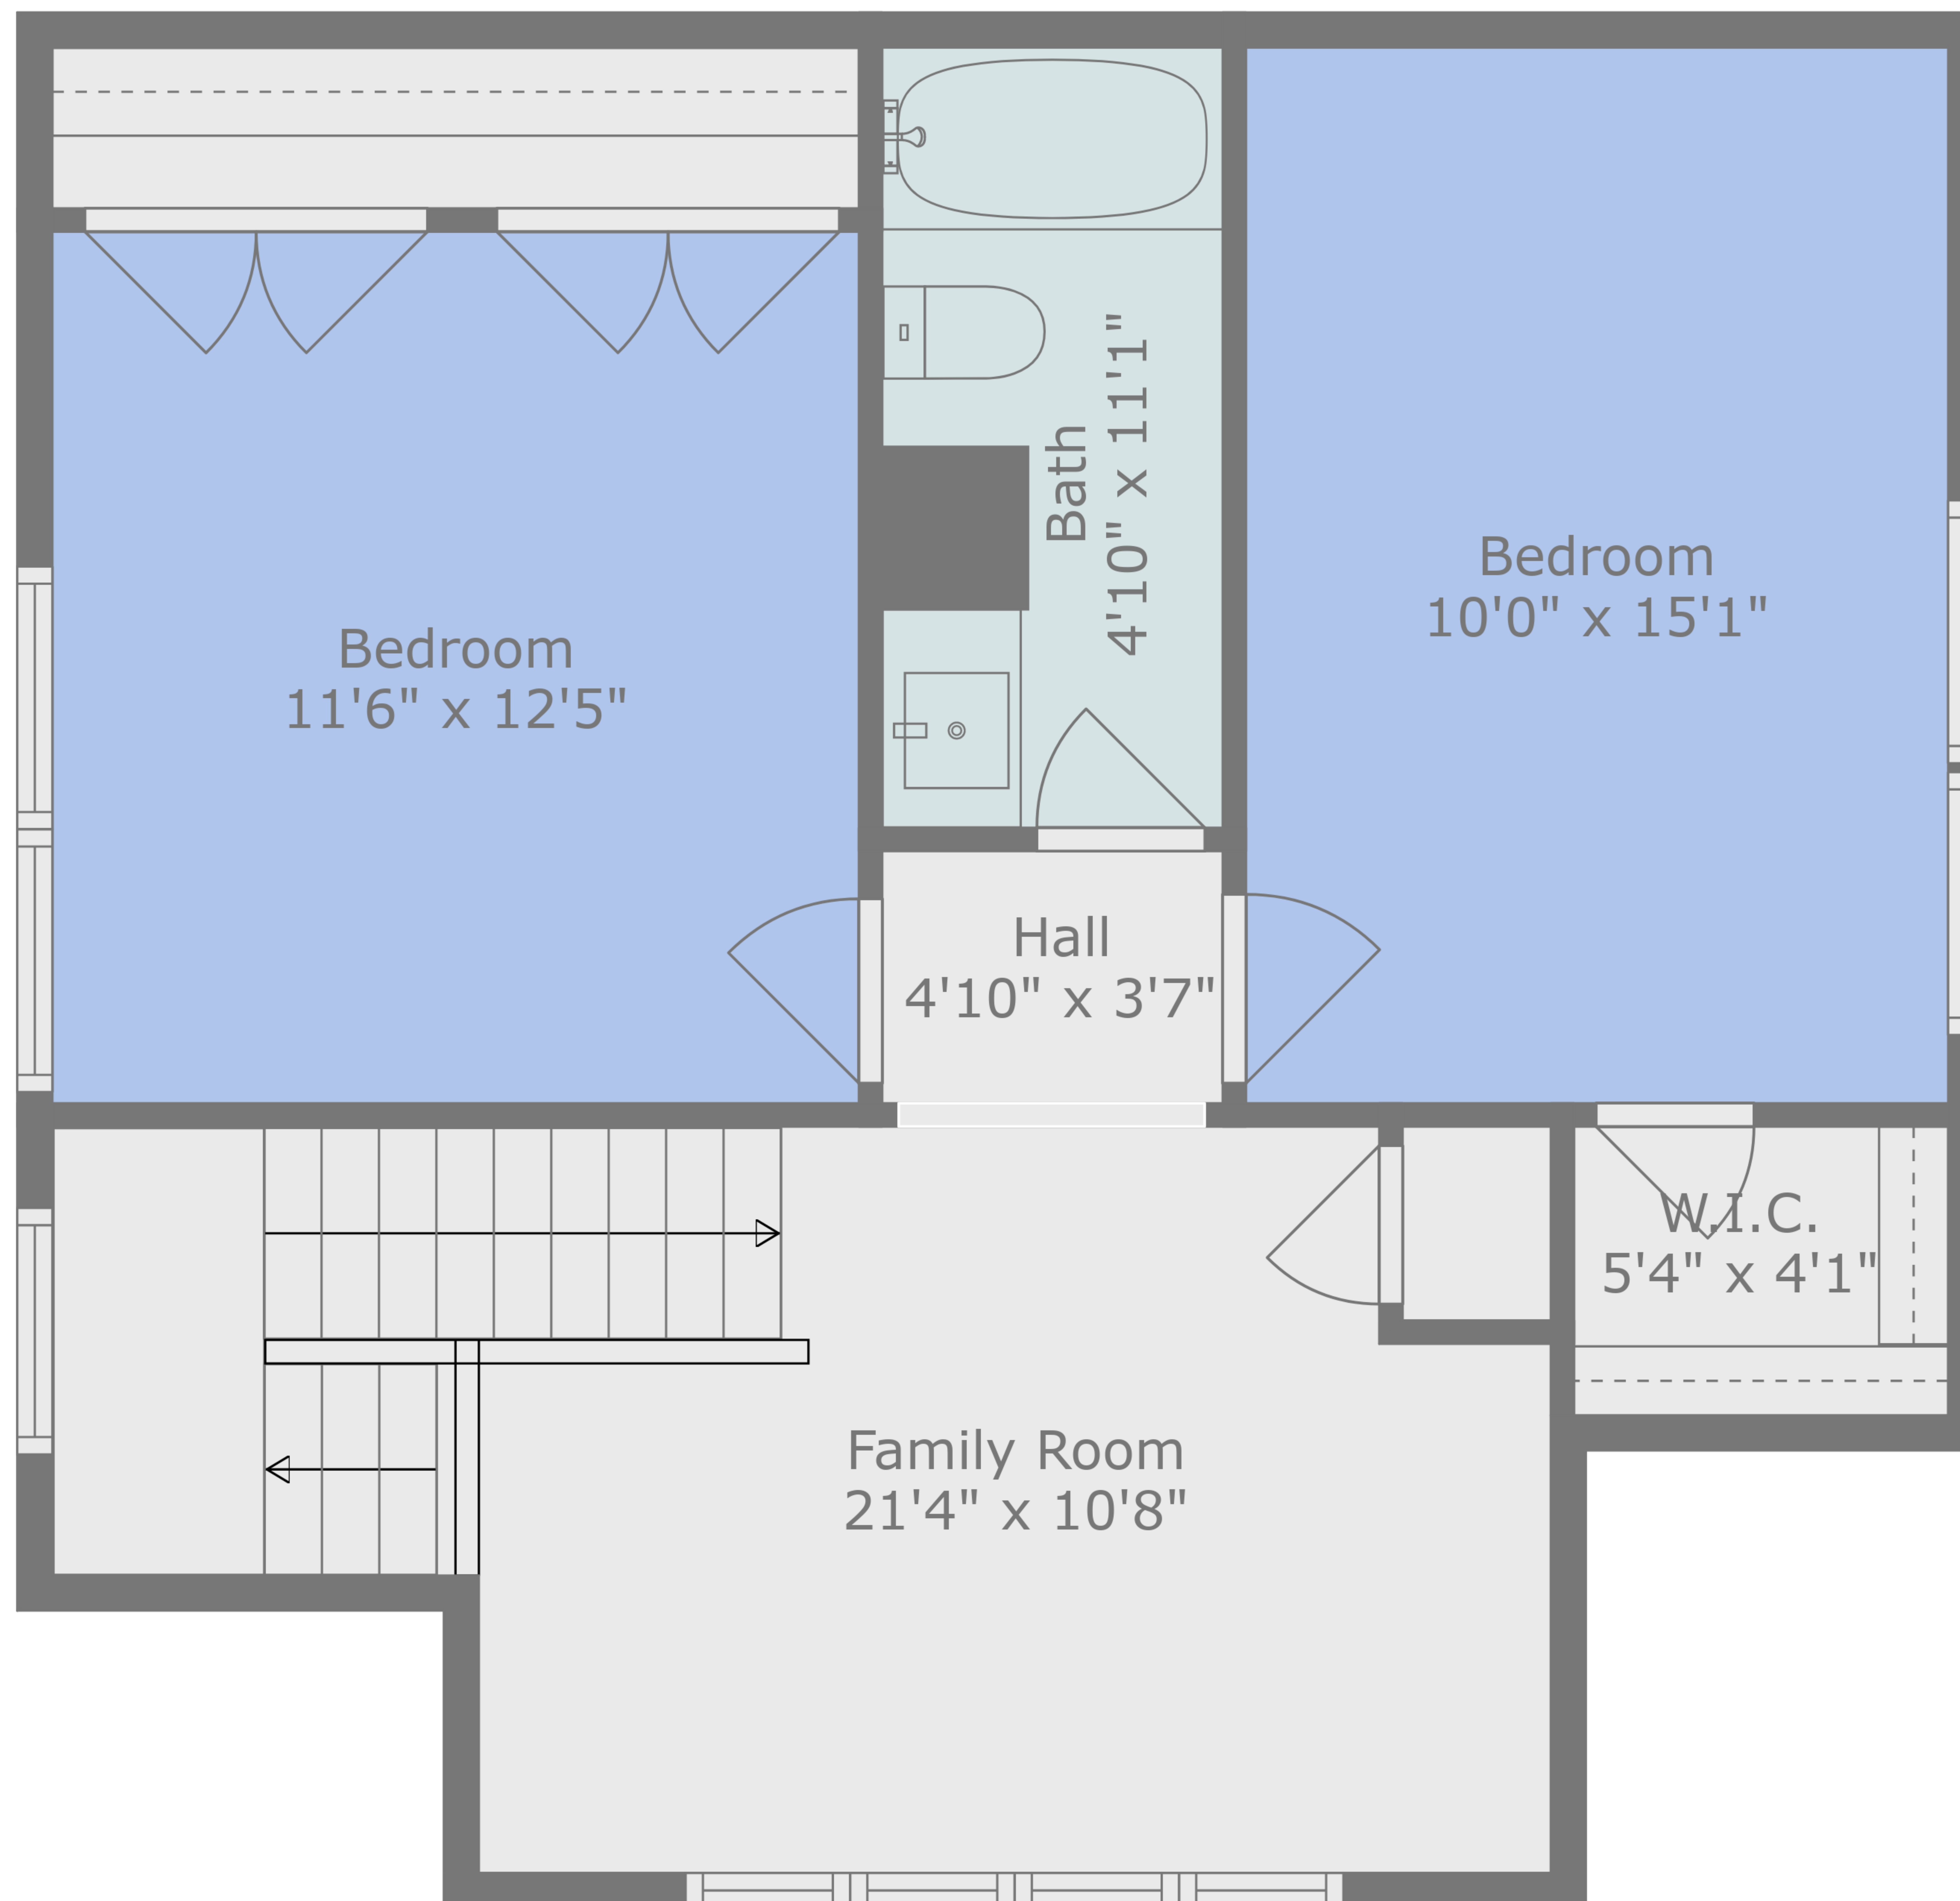 Bath
4'10" x 11'11"
Bedroom
10'0" x 15'1"
Bedroom
11'6" x 12'5"
Hall
4'10" x 3'7"
W.I.C.
5'4" x 4'1"
Family Room
21'4" x 10'8"